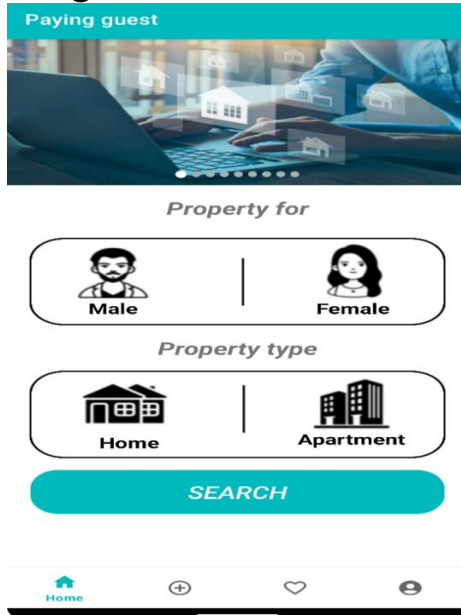 Paying guest
Property for
Male
Female
Property type
Home
Apartment
SEARCH
Home